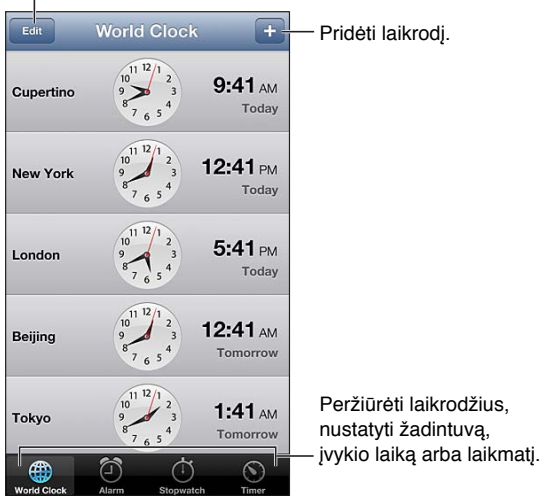 Edit
World Clock
+
Pridėti laikrodį.
Cupertino
9:41 AM
Today
New York
12:41 PM
Today
London
5:41 PM
Today
Beijing
12:41 AM
Tomorrow
Tokyo
1:41 AM
Tomorrow
Peržiūrėti laikrodžius,
nustatyti žadintuvą,
įvykio laiką arba laikmatį.
World Clock
Alarm
Stopwatch
Timer